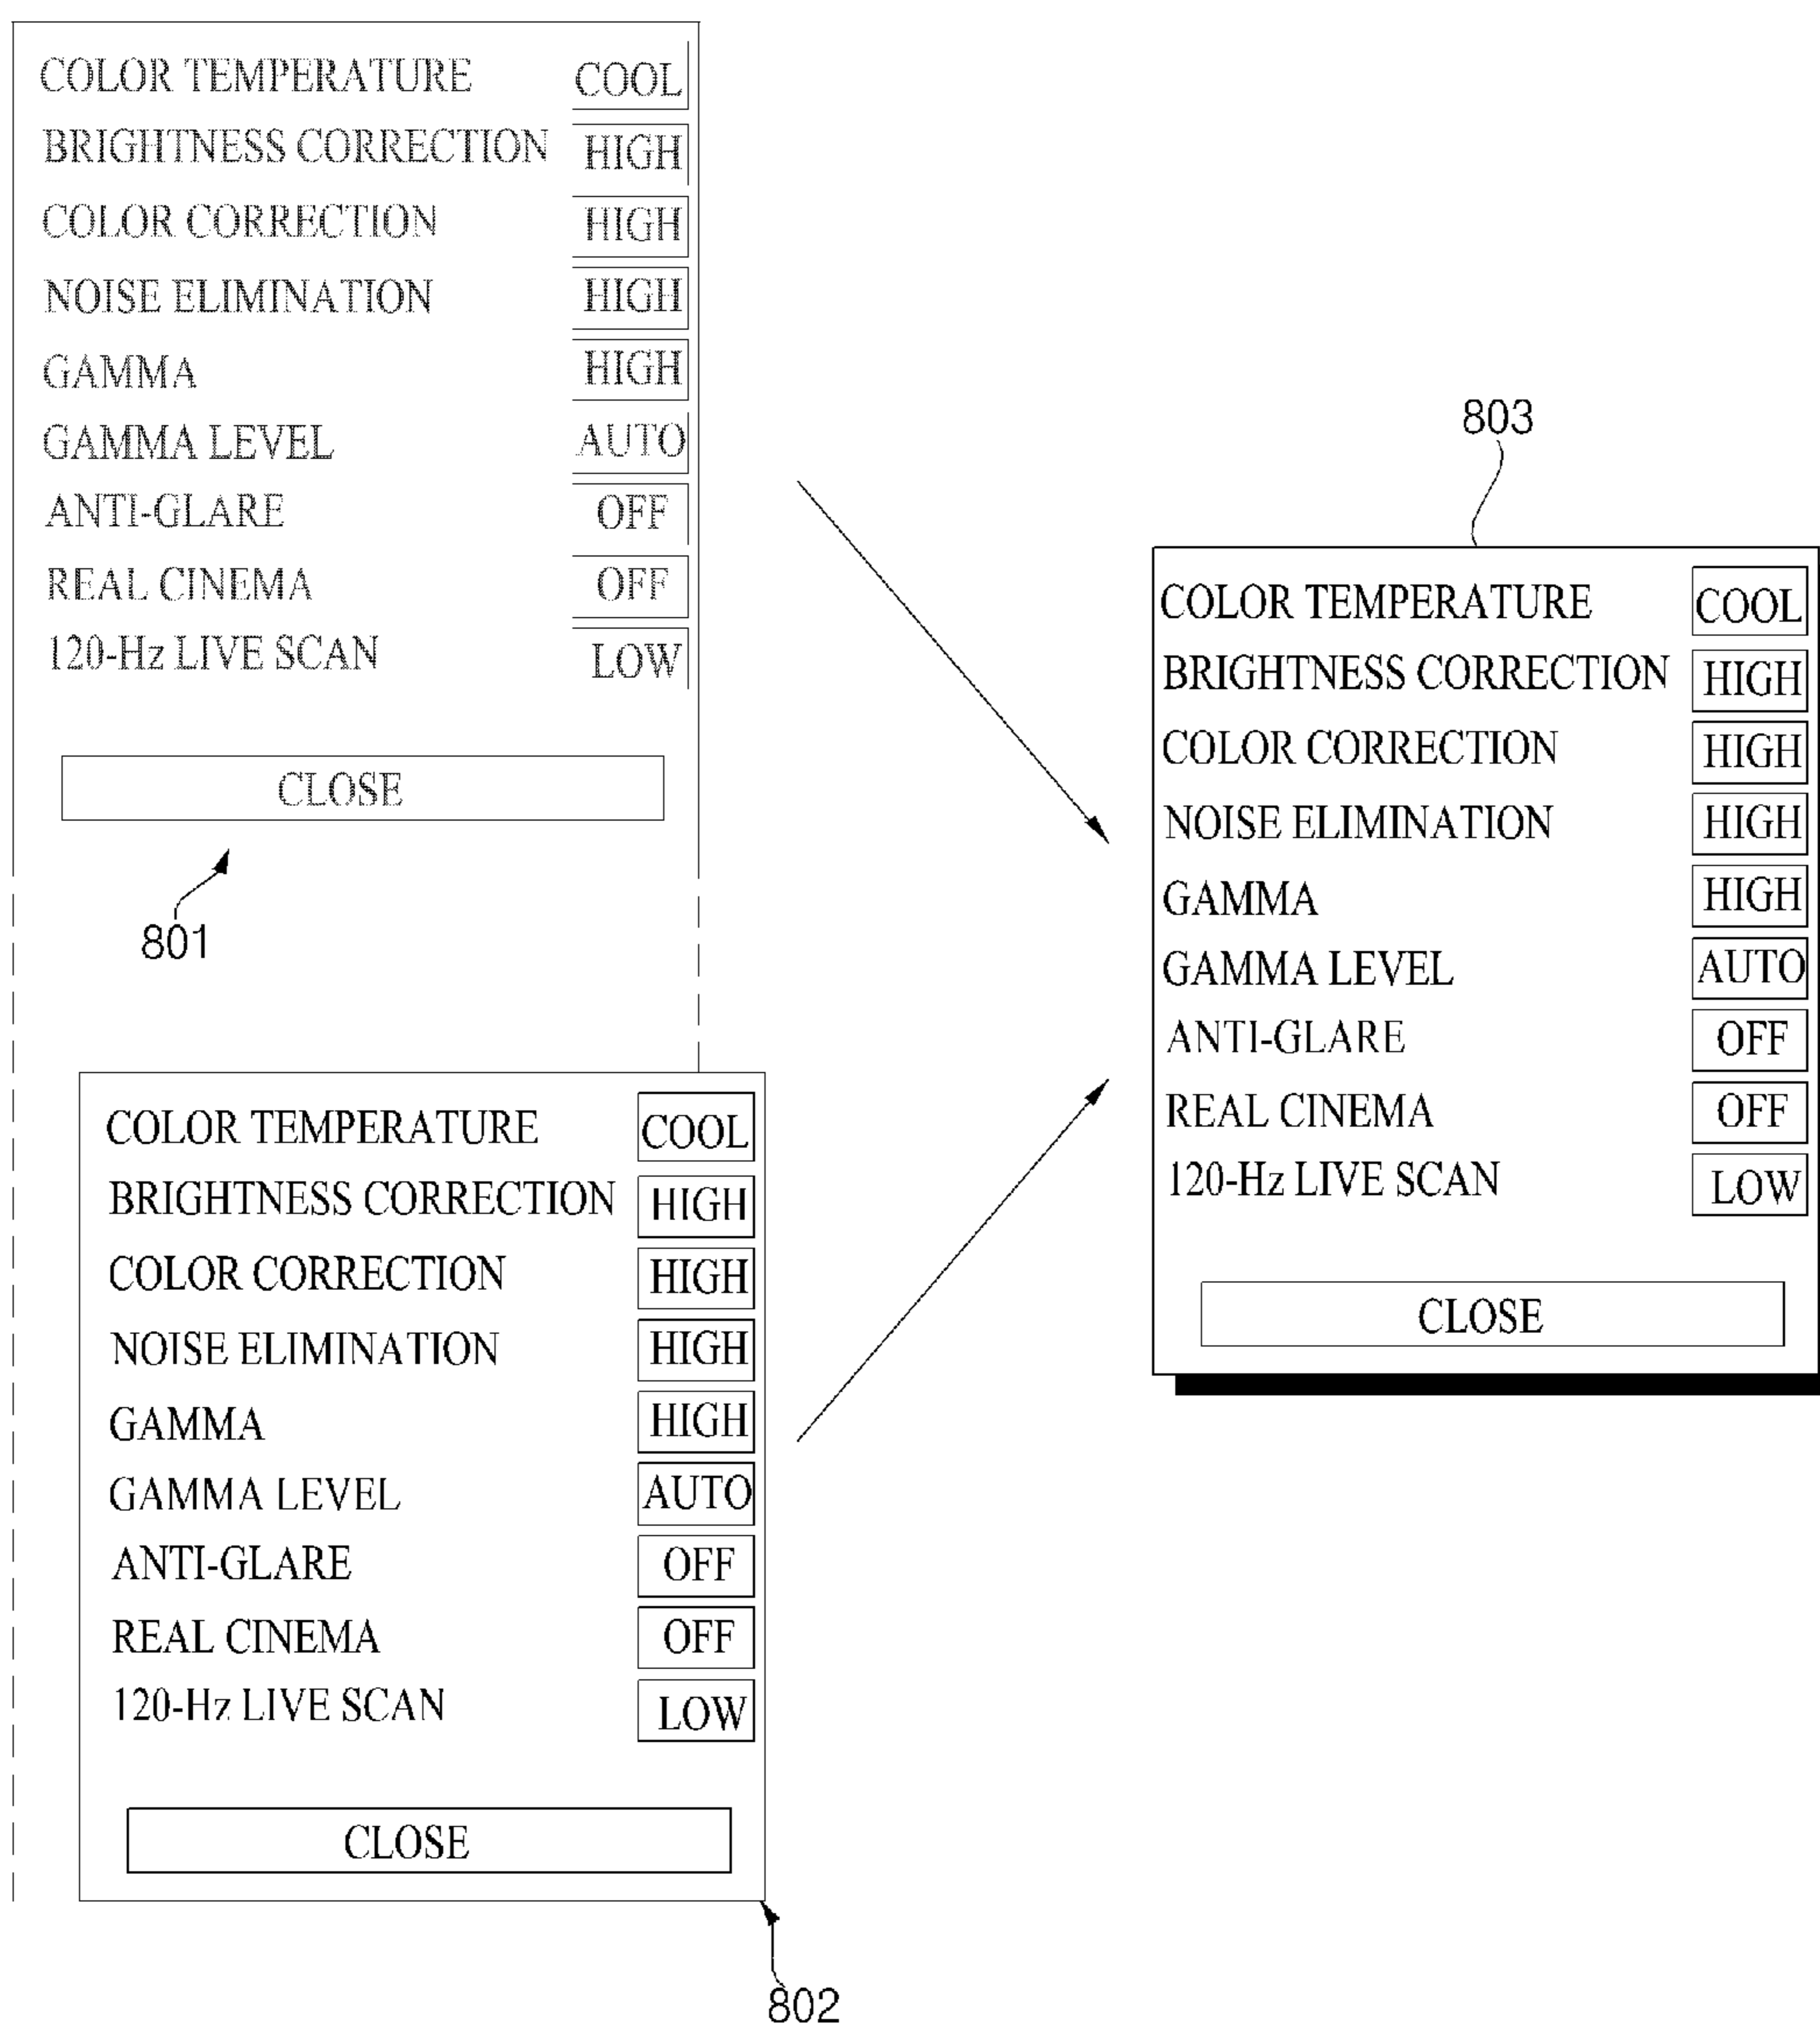 COLOR TEMPERATURE COOL
BRIGHTNESS CORRECTION HIGH
COLOR CORRECTION HIGH
NOISE ELIMINATION HIGH
GAMMA HIGH
GAMMA LEVEL AUTO
ANTI-GLARE OFF
REAL CINEMA OFF
120-Hz LIVE SCAN LOW
CLOSE
801
COLOR TEMPERATURE COOL
BRIGHTNESS CORRECTION HIGH
COLOR CORRECTION HIGH
NOISE ELIMINATION HIGH
GAMMA HIGH
GAMMA LEVEL AUTO
ANTI-GLARE OFF
REAL CINEMA OFF
120-Hz LIVE SCAN LOW
CLOSE
802
803
COLOR TEMPERATURE COOL
BRIGHTNESS CORRECTION HIGH
COLOR CORRECTION HIGH
NOISE ELIMINATION HIGH
GAMMA HIGH
GAMMA LEVEL AUTO
ANTI-GLARE OFF
REAL CINEMA OFF
120-Hz LIVE SCAN LOW
CLOSE